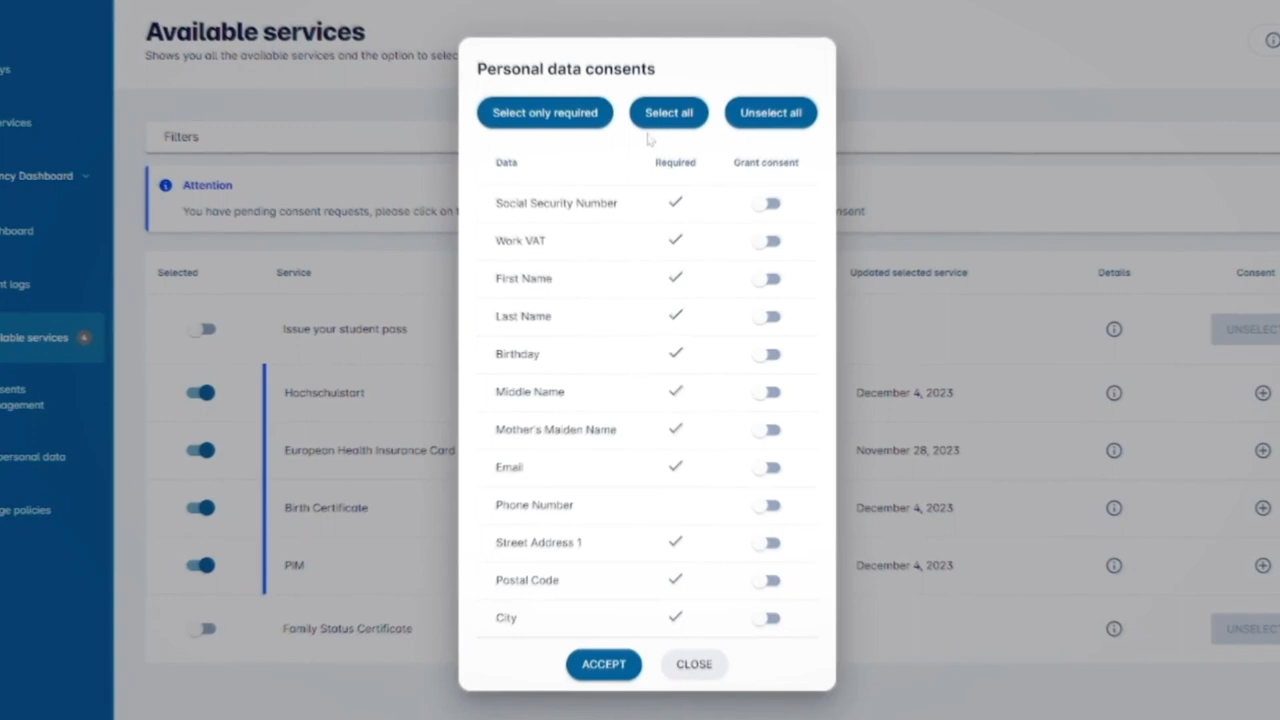 Available services
Shows you all the available services and the option to selec
ys
ervices
ncy Dashboard
hboard
nt logs
ilable services
sents
agement
personal data
ge policies
Filters
Attention
You have pending consent requests, please click on t
nsent
Selected Service Updated selected service Details Consent
Issue your student pass UNSELECT
Hochschulstart December 4, 2023
European Health Insurance Card November 28, 2023
Birth Certificate December 4, 2023
PIM December 4, 2023
Family Status Certificate UNSELECT
Personal data consents
Select only required Select all Unselect all
Data Required Grant consent
Social Security Number
Work VAT
First Name
Last Name
Birthday
Middle Name
Mother's Maiden Name
Email
Phone Number
Street Address 1
Postal Code
City
ACCEPT CLOSE